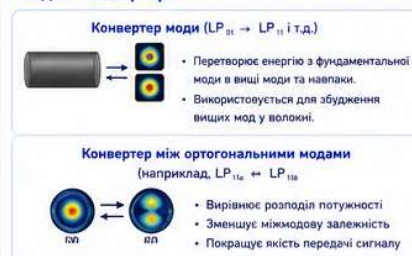 Конвертер моди (LP₀₁ → LP₁₁ і т.д.)
• Перетворює енергію з фундаментальної
моди в вищі моди та навпаки.
• Використовується для збудження
вищих мод у волокні.
Конвертер між ортогональними модами
(наприклад, LP₁₁ₐ ↔
• Вирівнює розподіл потужності
• Зменшує міжмодову залежність
• Покращує якість передачі сигналу